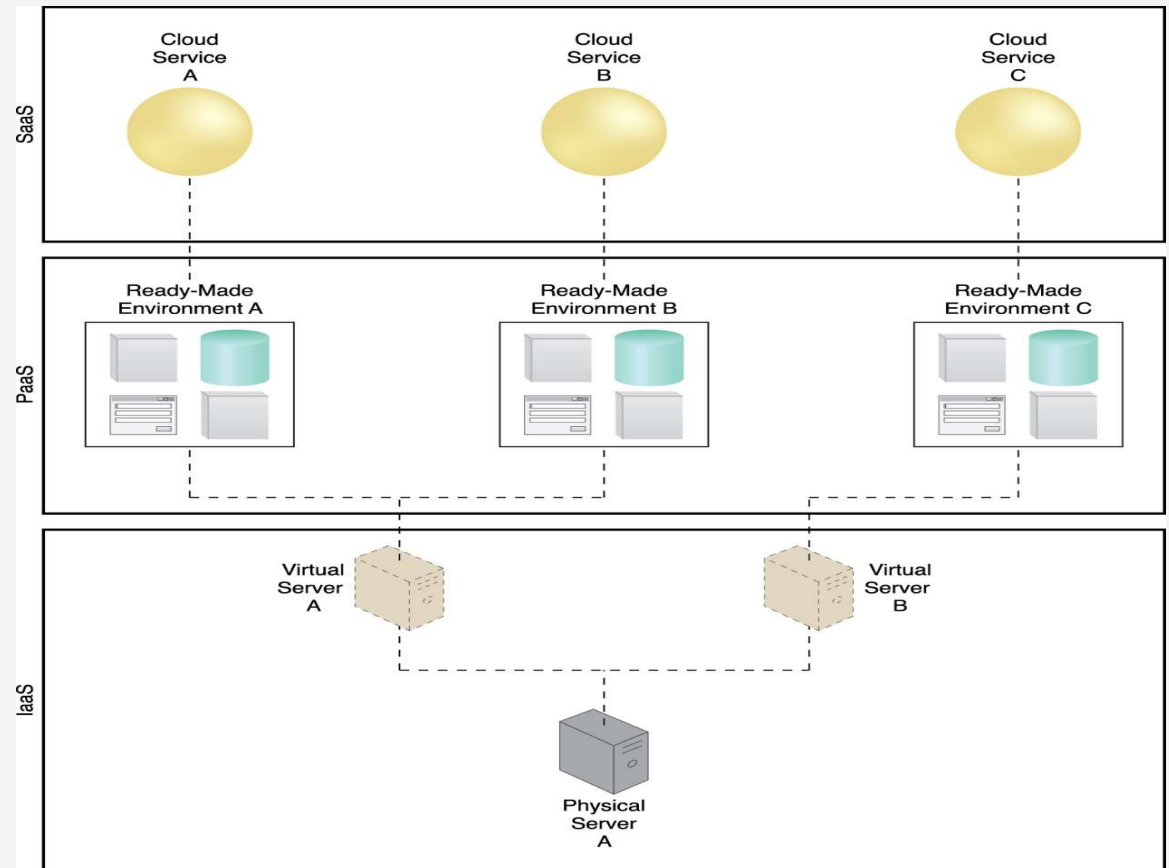 SaaS
Cloud
Service
A
Cloud
Service
B
Cloud
Service
C
PaaS
Ready-Made
Environment A
Ready-Made
Environment B
Ready-Made
Environment C
IaaS
Virtual
Server
A
Virtual
Server
B
Physical
Server
A